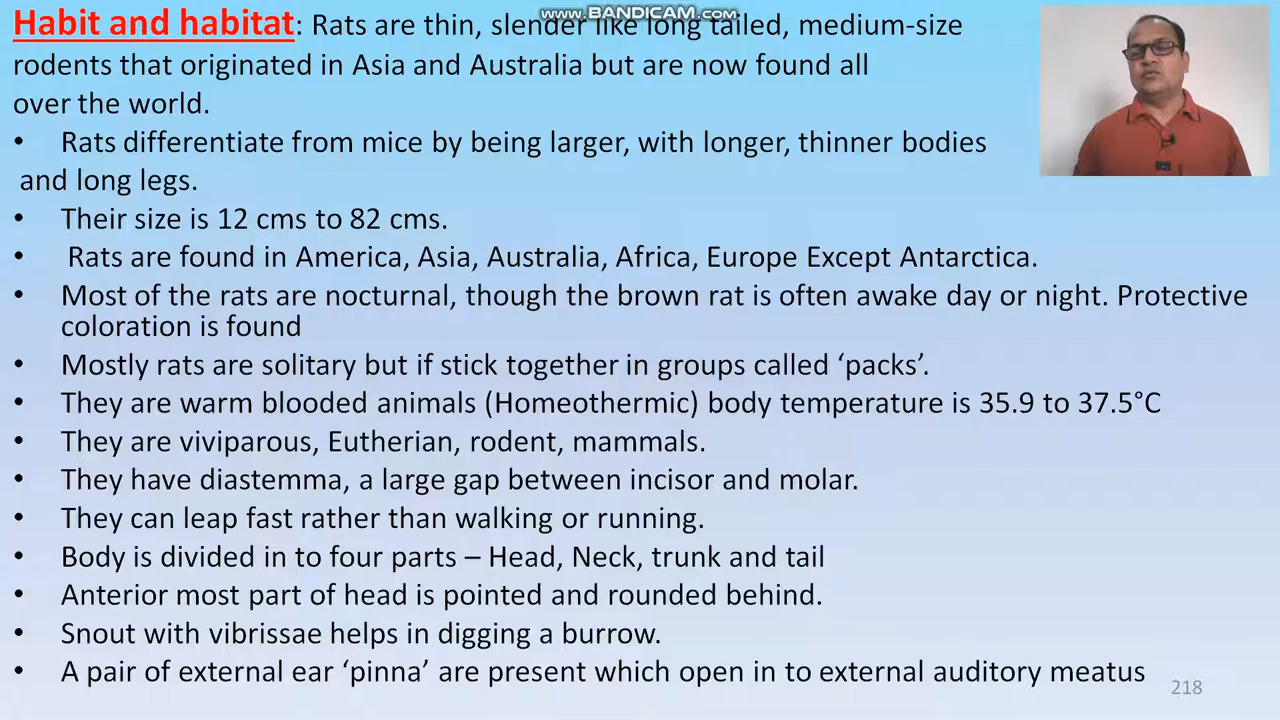 www.BANDICAM.com
Habit and habitat: Rats are thin, slender like long tailed, medium-size
rodents that originated in Asia and Australia but are now found all
over the world.
• Rats differentiate from mice by being larger, with longer, thinner bodies
and long legs.
• Their size is 12 cms to 82 cms.
• Rats are found in America, Asia, Australia, Africa, Europe Except Antarctica.
• Most of the rats are nocturnal, though the brown rat is often awake day or night. Protective
coloration is found
• Mostly rats are solitary but if stick together in groups called ‘packs’.
• They are warm blooded animals (Homeothermic) body temperature is 35.9 to 37.5°C
• They are viviparous, Eutherian, rodent, mammals.
• They have diastemma, a large gap between incisor and molar.
• They can leap fast rather than walking or running.
• Body is divided in to four parts – Head, Neck, trunk and tail
• Anterior most part of head is pointed and rounded behind.
• Snout with vibrissae helps in digging a burrow.
• A pair of external ear ‘pinna’ are present which open in to external auditory meatus
218